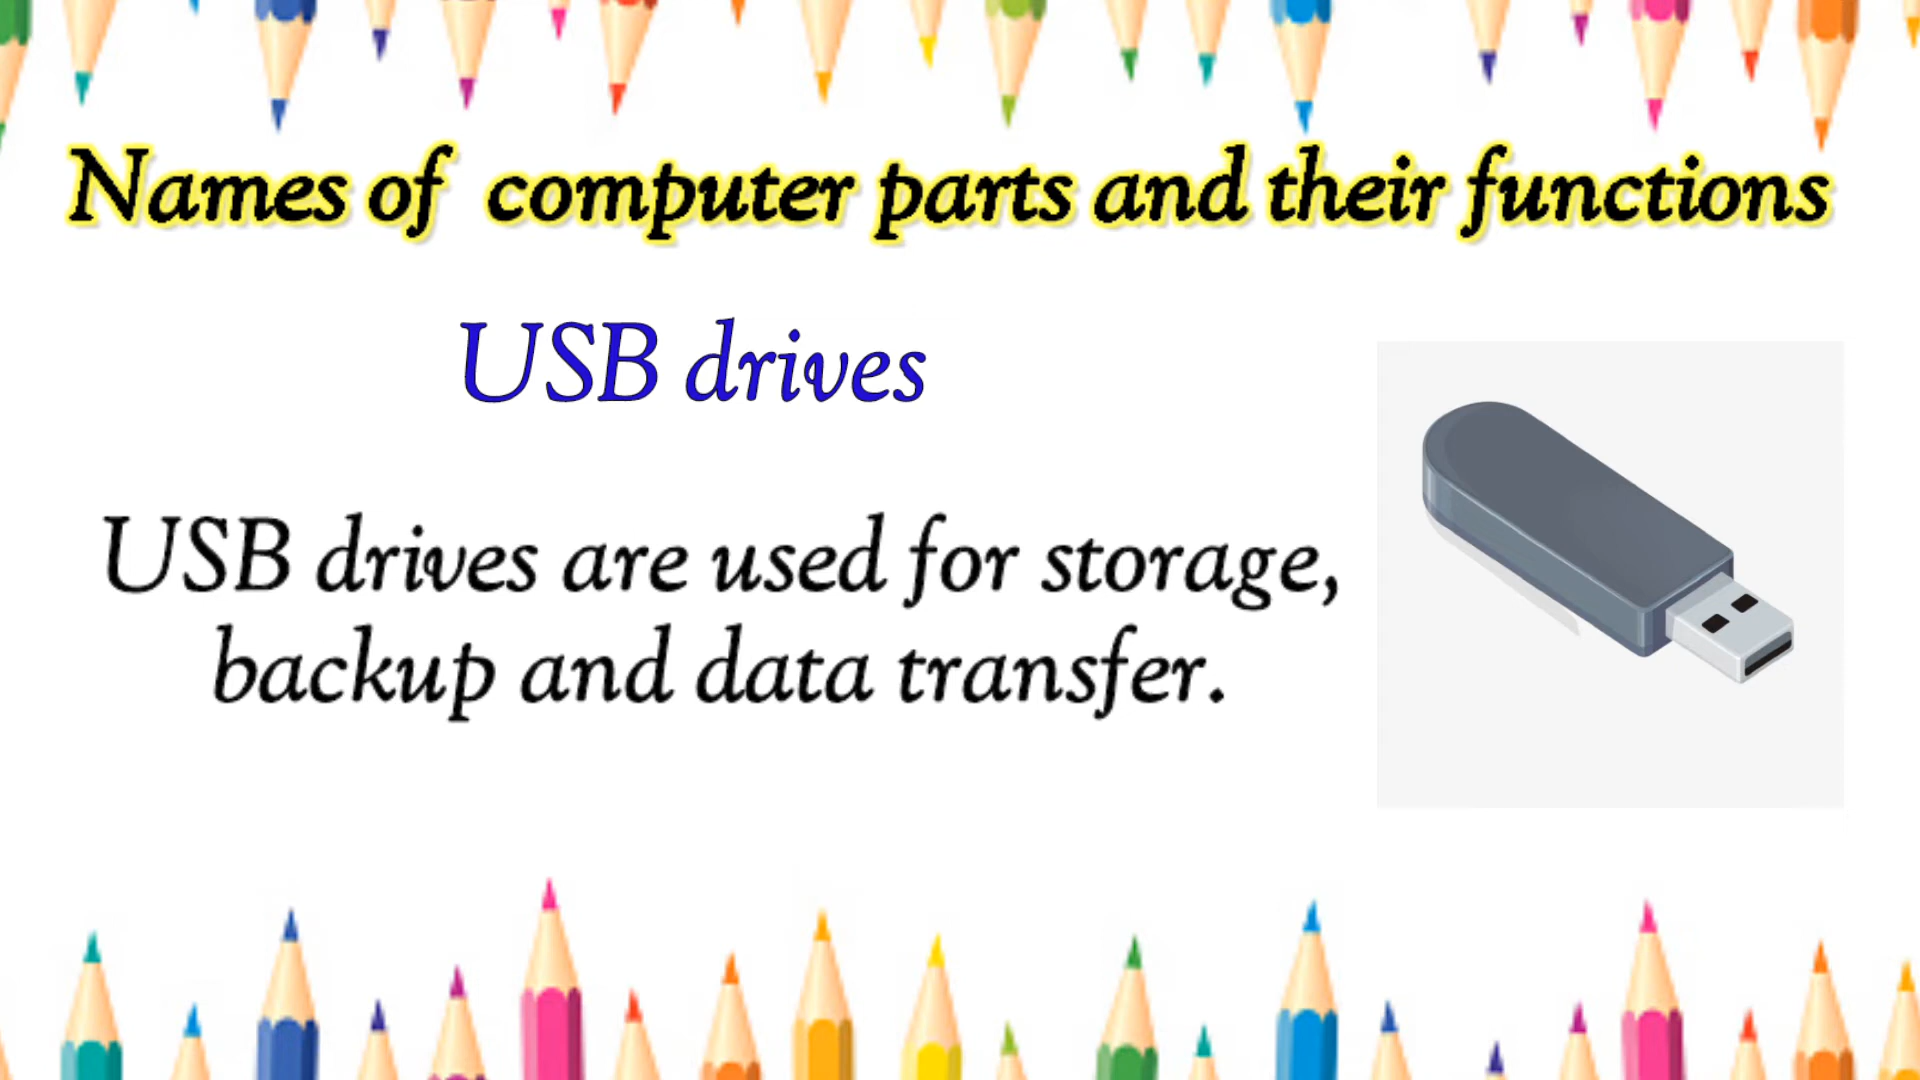 Names of computer parts and their functions
USB drives
USB drives are used for storage,
backup and data transfer.